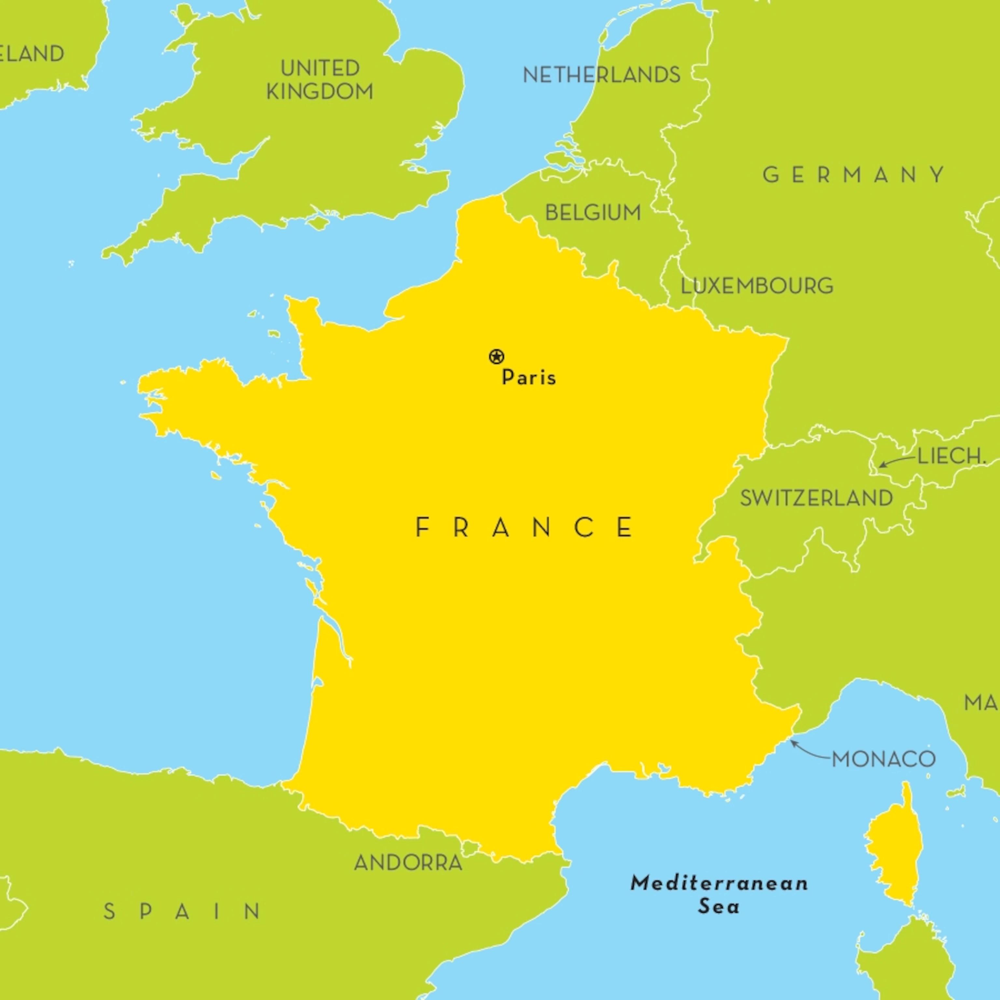 ELAND
UNITED
KINGDOM
NETHERLANDS
GERMANY
BELGIUM
LUXEMBOURG
Paris
LIECH.
SWITZERLAND
FRANCE
MA
MONACO
ANDORRA
Mediterranean
Sea
SPAIN